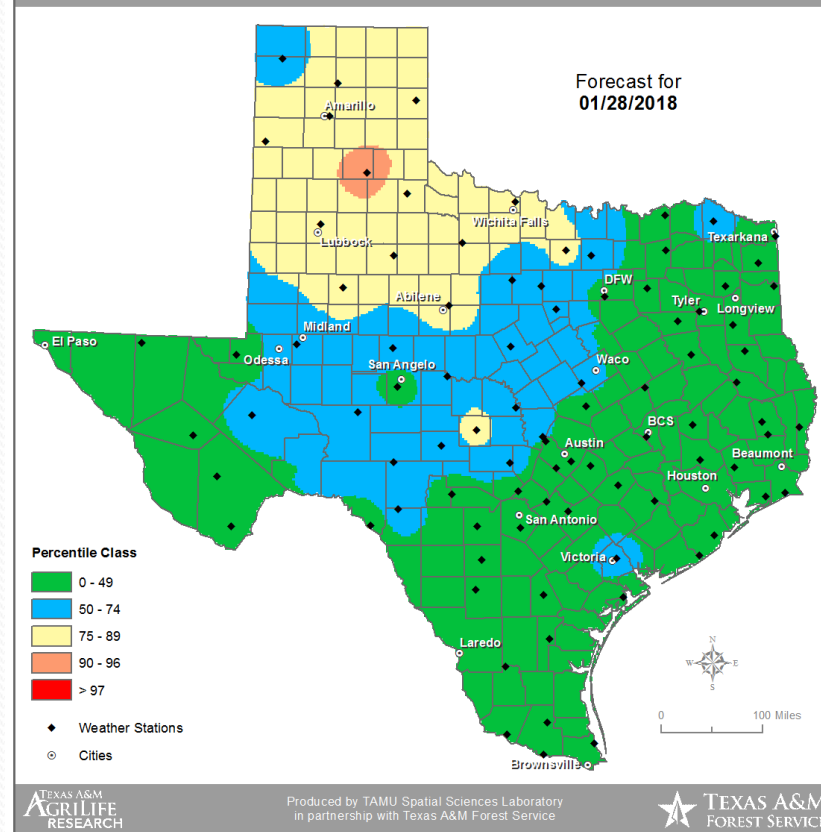 Forecast for
01/28/2018
Amarillo
Wichita Falls
Lubbock
Texarkana
DFW
Abilene
Tyler
Longview
Midland
El Paso
Odessa
San Angelo
Waco
BCS
Austin
Beaumont
Houston
San Antonio
Victoria
Laredo
Brownsville
Percentile Class
0 - 49
50 - 74
75 - 89
90 - 96
> 97
Weather Stations
Cities
N
W E
S
0 100 Miles
TEXAS A&M
AGRILIFE
RESEARCH
Produced by TAMU Spatial Sciences Laboratory
in partnership with Texas A&M Forest Service
TEXAS A&M
FOREST SERVICE